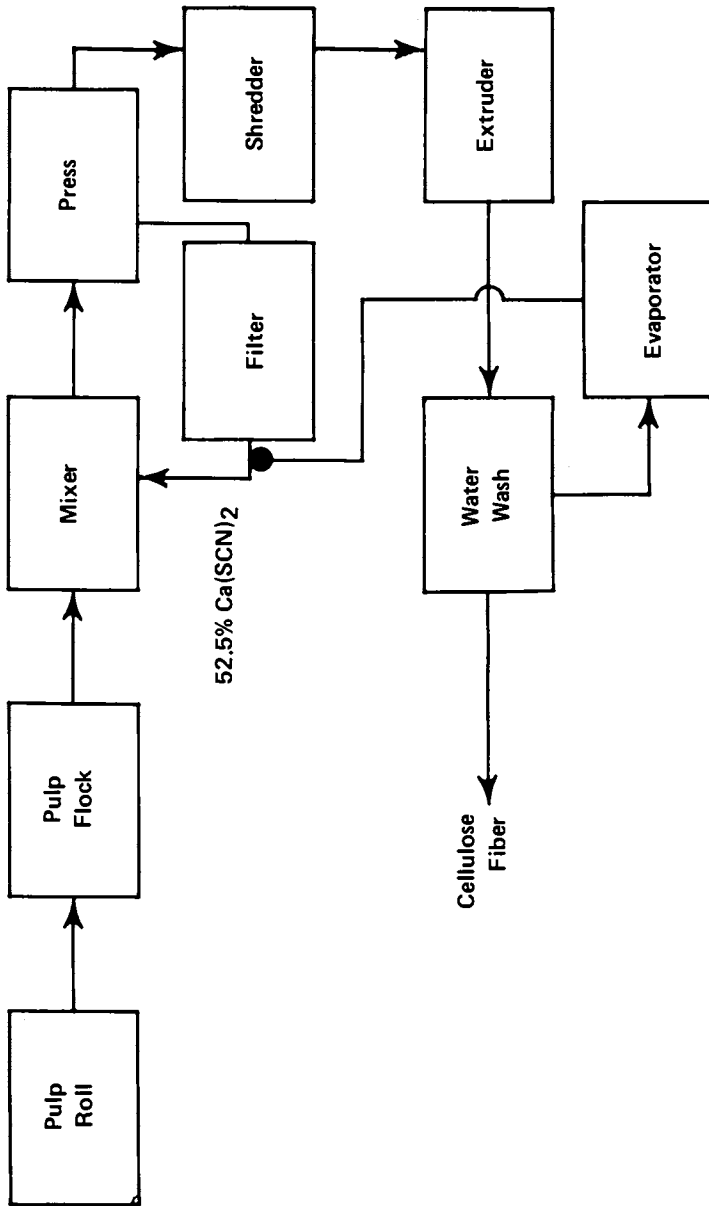 Pulp
Roll
Pulp
Flock
Mixer
Press
52.5% Ca(SCN)2
Filter
Shredder
Cellulose
Fiber
Water
Wash
Extruder
Evaporator